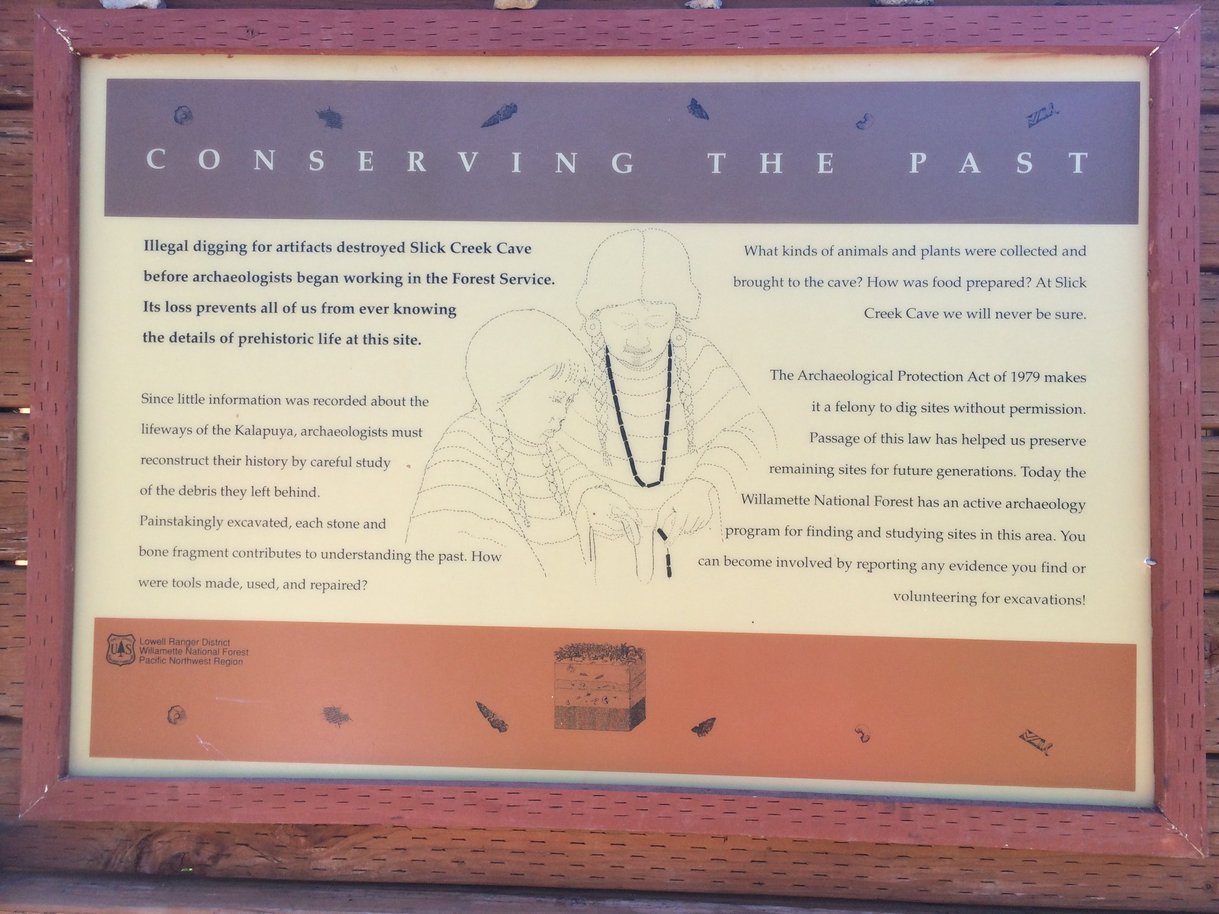 CONSERVING THE PAST
Illegal digging for artifacts destroyed Slick Creek Cave
before archaeologists began working in the Forest Service.
Its loss prevents all of us from ever knowing
the details of prehistoric life at this site.
Since little information was recorded about the
lifeways of the Kalapuya, archaeologists must
reconstruct their history by careful study
of the debris they left behind.
Painstakingly excavated, each stone and
bone fragment contributes to understanding the past. How
were tools made, used, and repaired?
What kinds of animals and plants were collected and
brought to the cave? How was food prepared? At Slick
Creek Cave we will never be sure.
The Archaeological Protection Act of 1979 makes
it a felony to dig sites without permission.
Passage of this law has helped us preserve
remaining sites for future generations. Today the
Willamette National Forest has an active archaeology
program for finding and studying sites in this area. You
can become involved by reporting any evidence you find or
volunteering for excavations!
U S
Lowell Ranger District
Willamette National Forest
Pacific Northwest Region